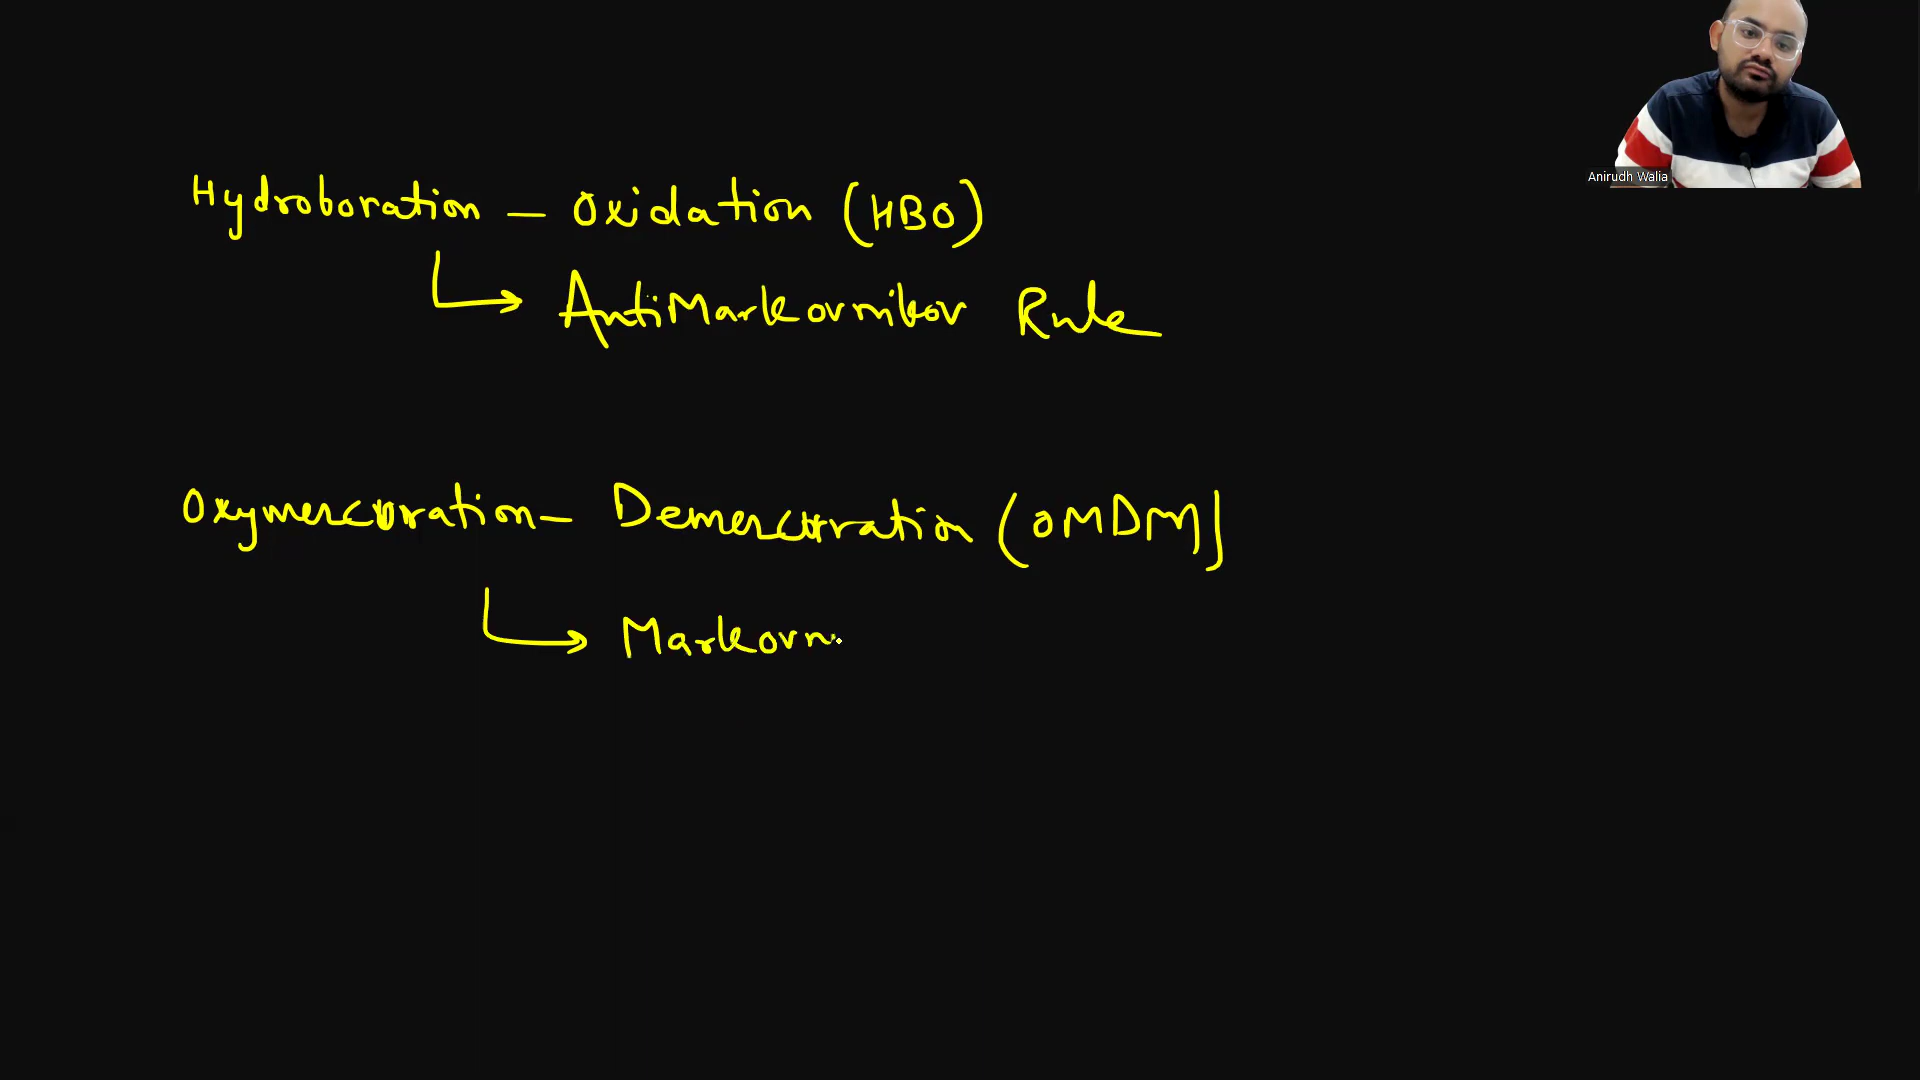 Anirudh Walia
Hydroboration - Oxidation (HBO)
AntiMarkovnikov Rule
Oxymercuration - Demercuration (OMDM)
Markovn